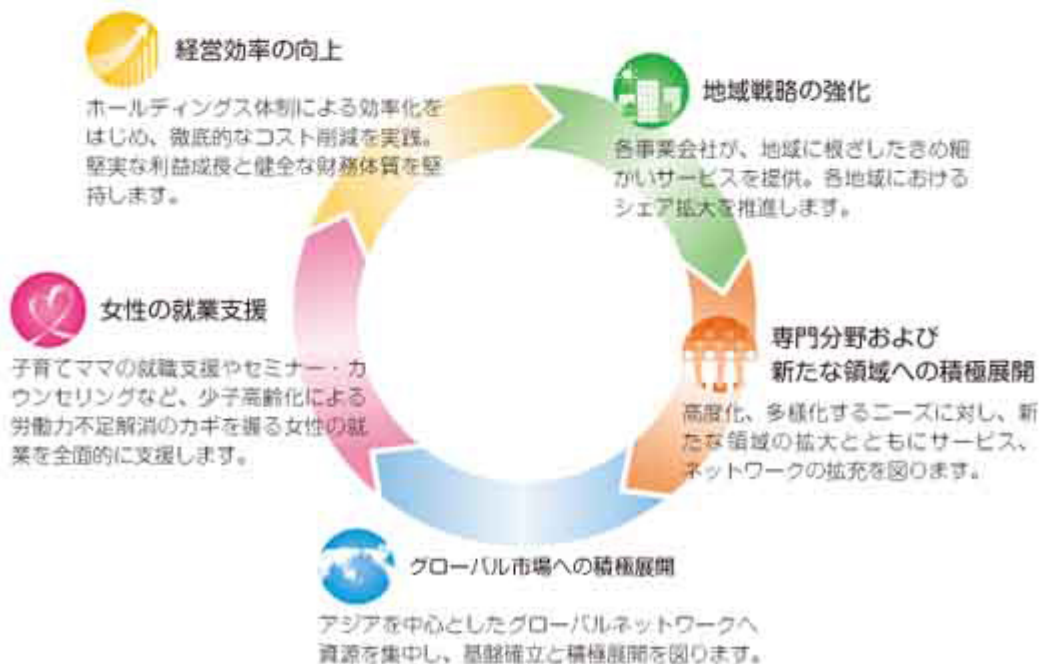 経営効率の向上
ホールディングス体制による効率化を
はじめ、徹底的なコスト削減を実践。
堅実な利益成長と健全な財務体質を堅
持します。
地域戦略の強化
各事業会社が、地域に根ざしたきめ細
かいサービスを提供。各地域における
シェア拡大を推進します。
専門分野および
新たな領域への積極展開
高度化、多様化するニーズに対し、新
たな領域の拡大とともにサービス、
ネットワークの拡充を図ります。
グローバル市場への積極展開
アジアを中心としたグローバルネットワークへ
資源を集中し、基盤確立と積極展開を図ります。
女性の就業支援
子育てママの就職支援やセミナー・カ
ウンセリングなど、少子高齢化による
労働力不足解消のカギを握る女性の就
業を全面的に支援します。